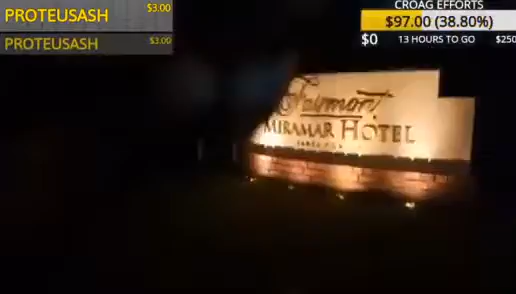 PROTEUSASH $3.00
PROTEUSASH $3.00
CROAG EFFORTS
$97.00 (38.80%)
$0 13 HOURS TO GO $250
Fairmont
MIRAMAR HOTEL